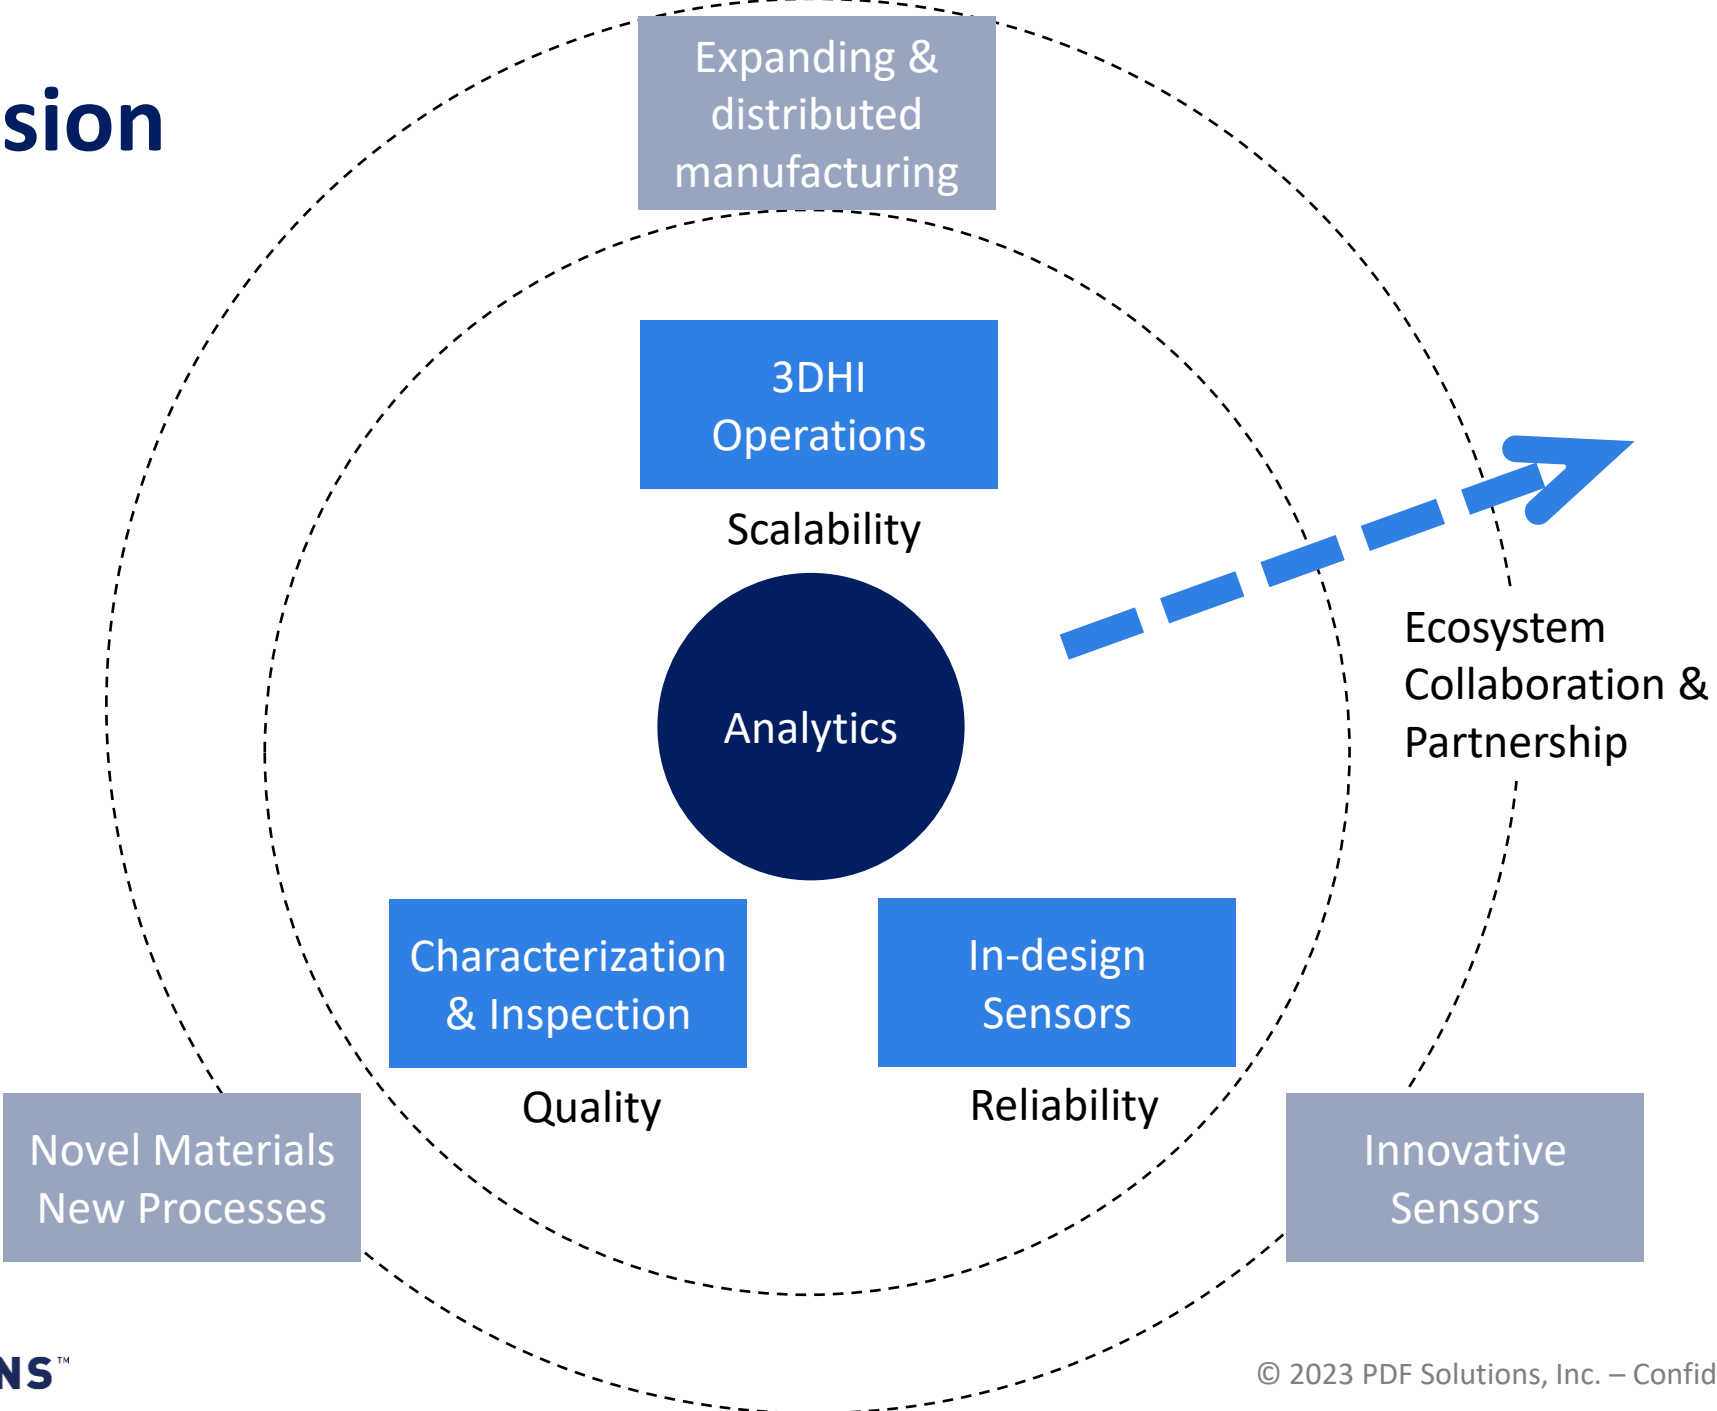 Expanding &
distributed
manufacturing
sion
3DHI
Operations
Scalability
Ecosystem
Collaboration &
Partnership
Analytics
Characterization
& Inspection
Quality
In-design
Sensors
Reliability
Novel Materials
New Processes
Innovative
Sensors
NS™
© 2023 PDF Solutions, Inc. – Confid